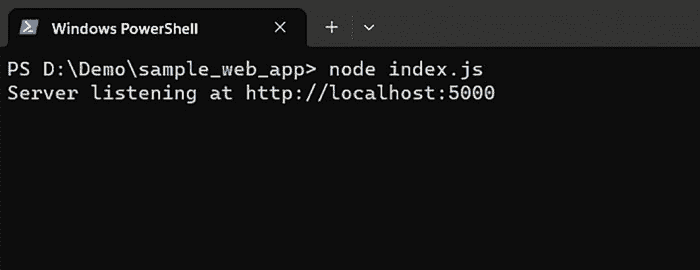 Windows PowerShell
PS D:\Demo\sample_web_app> node index.js
Server listening at http://localhost:5000